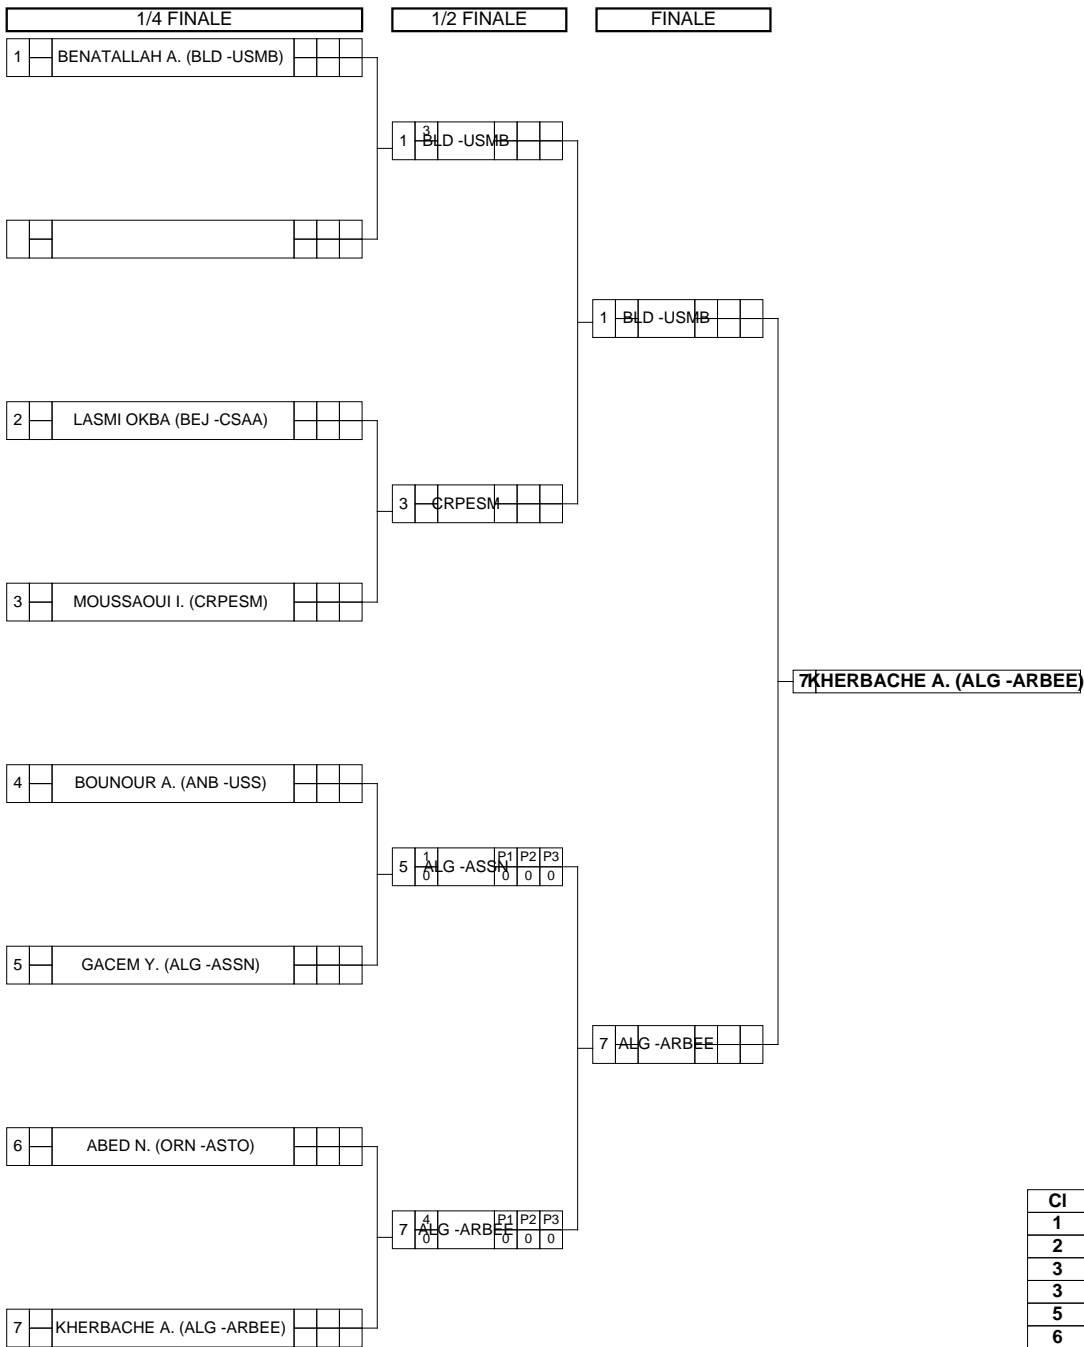 1/4 FINALE 1/2 FINALE FINALE
1 BENATALLAH A. (BLD -USMB)
3
1 BLD -USMB
1 BLD -USMB
2 LASMI OKBA (BEJ -CSAA)
3 CRPESM
3 MOUSSAOUI I. (CRPESM)
7 KHERBACHE A. (ALG -ARBEE)
4 BOUNOUR A. (ANB -USS)
1 P1 P2 P3
5 ALG -ASSN
0 0 0 0
5 GACEM Y. (ALG -ASSN)
7 ALG -ARBEE
6 ABED N. (ORN -ASTO)
4 P1 P2 P3
7 ALG -ARBEE
0 0 0 0
7 KHERBACHE A. (ALG -ARBEE)
Cl
1
2
3
3
5
6